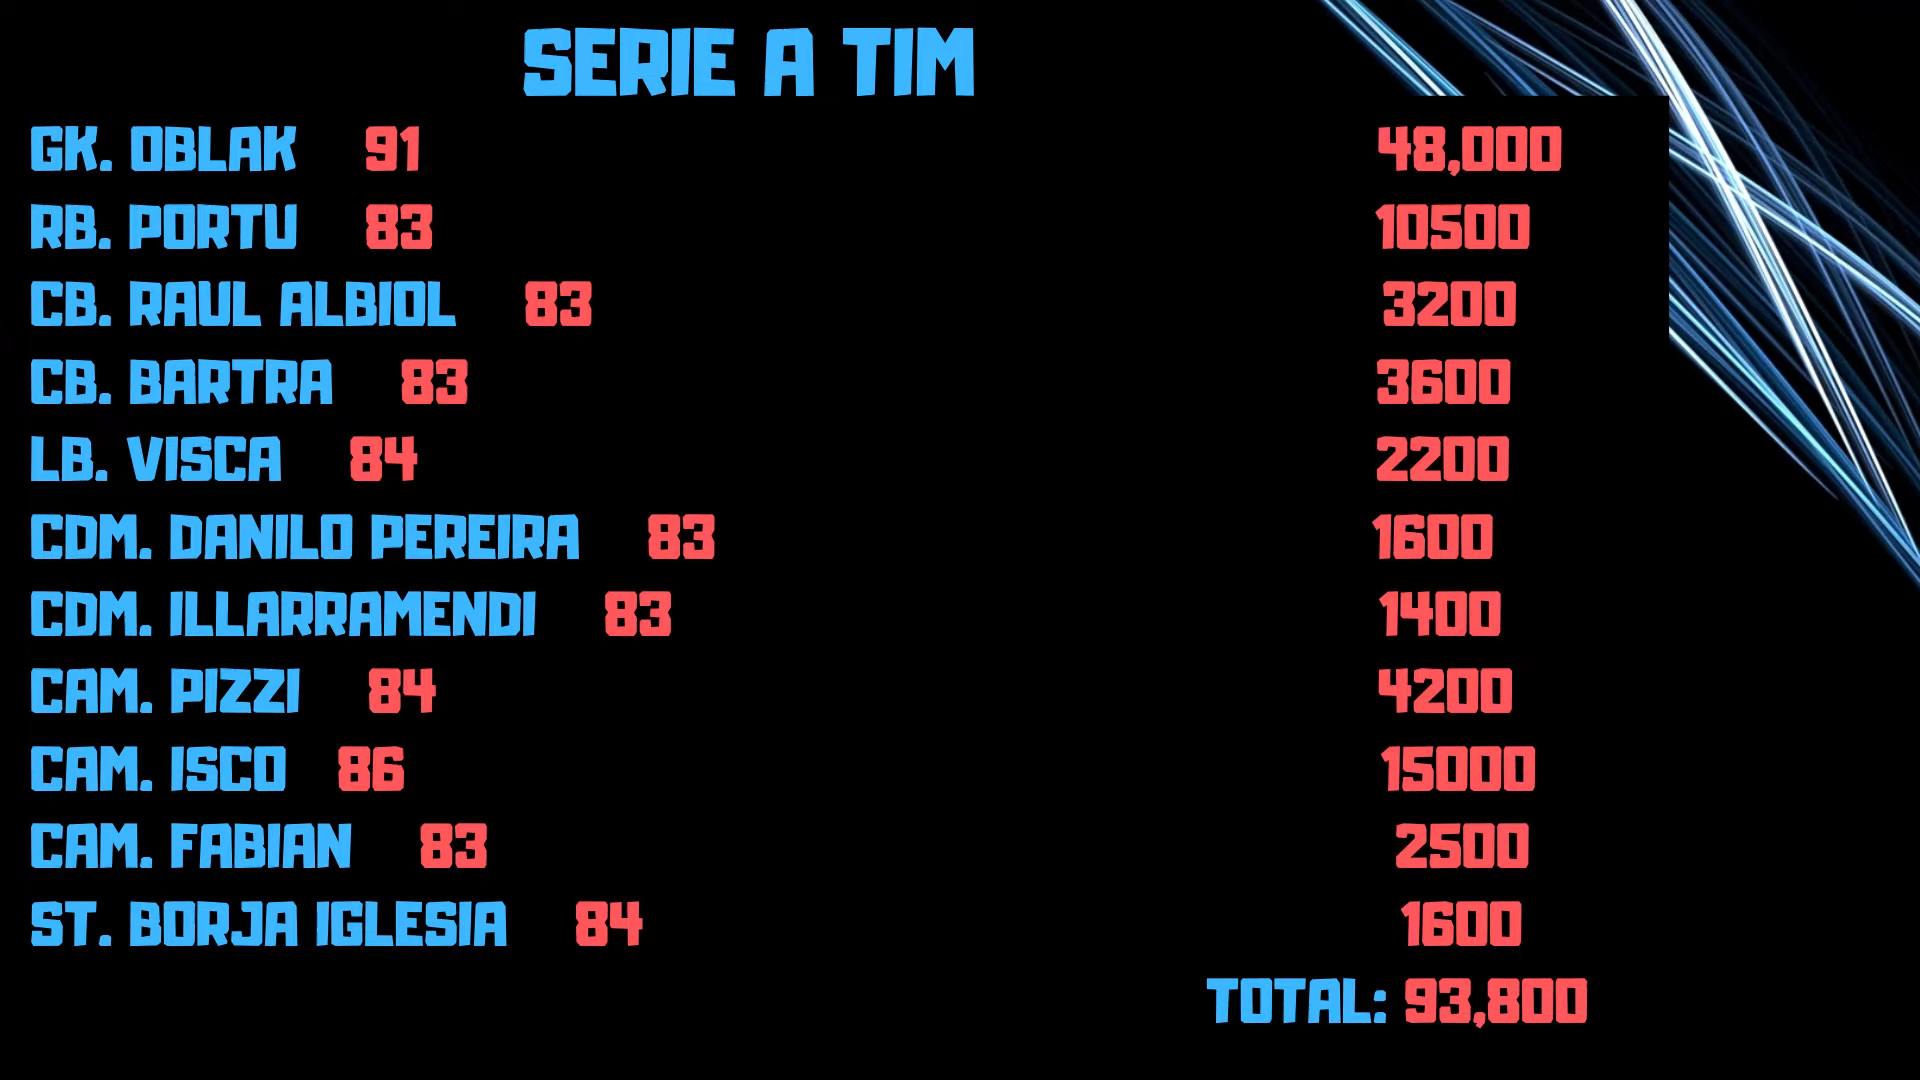 SERIE A TIM
GK. OBLAK 91 48,000
RB. PORTU 83 10500
CB. RAUL ALBIOL 83 3200
CB. BARTRA 83 3600
LB. VISCA 84 2200
CDM. DANILO PEREIRA 83 1600
CDM. ILLARRAMENDI 83 1400
CAM. PIZZI 84 4200
CAM. ISCO 86 15000
CAM. FABIAN 83 2500
ST. BORJA IGLESIA 84 1600
TOTAL: 93,800